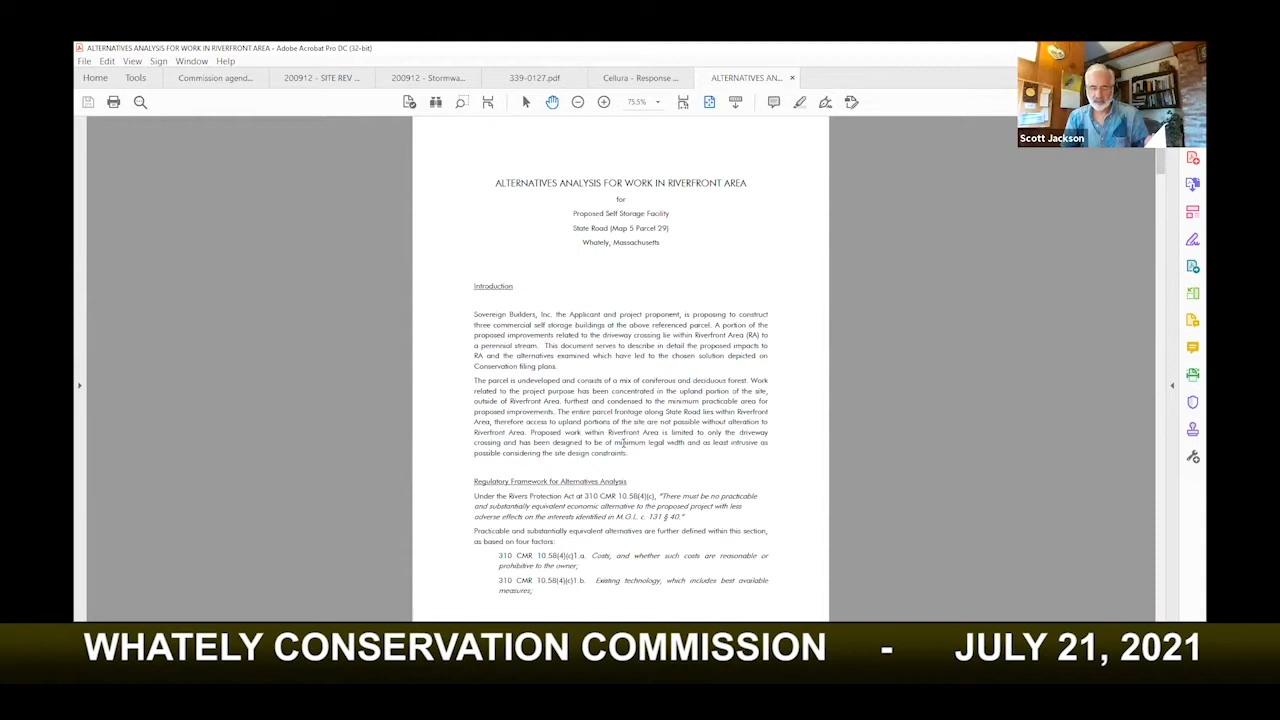 ALTERNATIVES ANALYSIS FOR WORK IN RIVERFRONT AREA - Adobe Acrobat Pro DC (32-bit)
File Edit View Sign Window Help
Home Tools Commission agend... 200912 - SITE REV ... 200912 - Stormwa... 339-0127.pdf Cellura - Response ... ALTERNATIVES AN... ×
75.5%
Scott Jackson
ALTERNATIVES ANALYSIS FOR WORK IN RIVERFRONT AREA
for
Proposed Self Storage Facility
State Road (Map 5 Parcel 29)
Whately, Massachusetts
Introduction
Sovereign Builders, Inc. the Applicant and project proponent, is proposing to construct
three commercial self storage buildings at the above referenced parcel. A portion of the
proposed improvements related to the driveway crossing lie within Riverfront Area (RA) to
a perennial stream. This document serves to describe in detail the proposed impacts to
RA and the alternatives examined which have led to the chosen solution depicted on
Conservation filing plans.
The parcel is undeveloped and consists of a mix of coniferous and deciduous forest. Work
related to the project purpose has been concentrated in the upland portion of the site,
outside of Riverfront Area. furthest and condensed to the minimum practicable area for
proposed improvements. The entire parcel frontage along State Road lies within Riverfront
Area, therefore access to upland portions of the site are not possible without alteration to
Riverfront Area. Proposed work within Riverfront Area is limited to only the driveway
crossing and has been designed to be of minimum legal width and as least intrusive as
possible considering the site design constraints.
Regulatory Framework for Alternatives Analysis
Under the Rivers Protection Act at 310 CMR 10.58(4)(c), "There must be no practicable
and substantially equivalent economic alternative to the proposed project with less
adverse effects on the interests identified in M.G.L. c. 131 § 40."
Practicable and substantially equivalent alternatives are further defined within this section,
as based on four factors:
310 CMR 10.58(4)(c)1.a. Costs, and whether such costs are reasonable or
prohibitive to the owner;
310 CMR 10.58(4)(c)1.b. Existing technology, which includes best available
measures;
WHATELY CONSERVATION COMMISSION - JULY 21, 2021